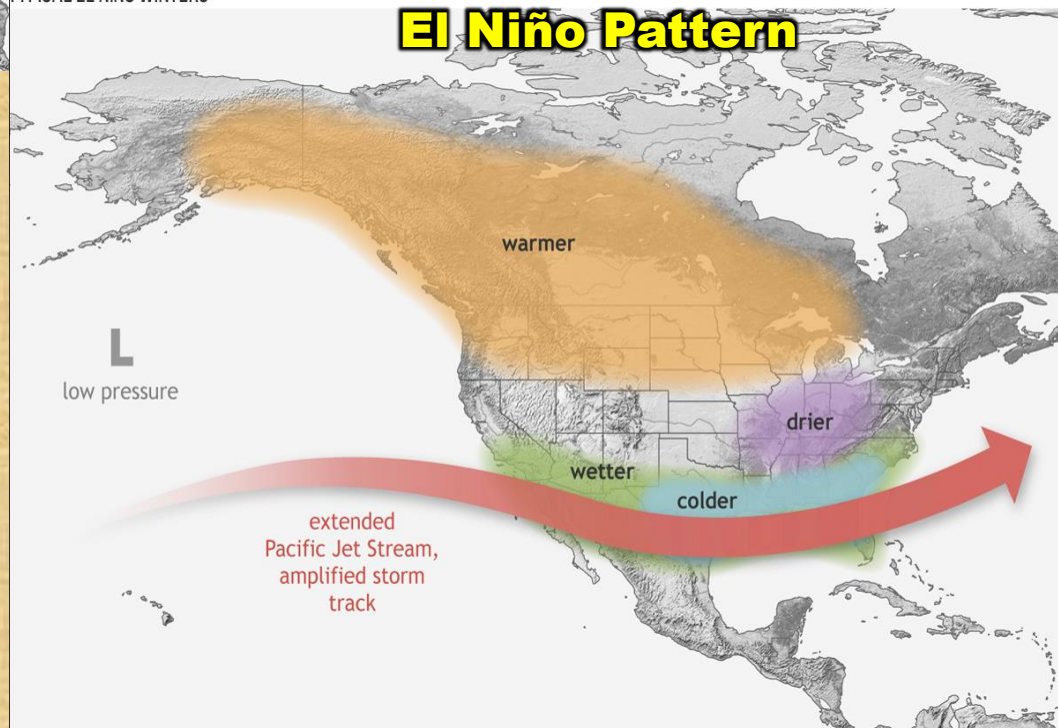 El Niño Pattern
warmer
L
low pressure
drier
wetter
colder
extended
Pacific Jet Stream,
amplified storm
track